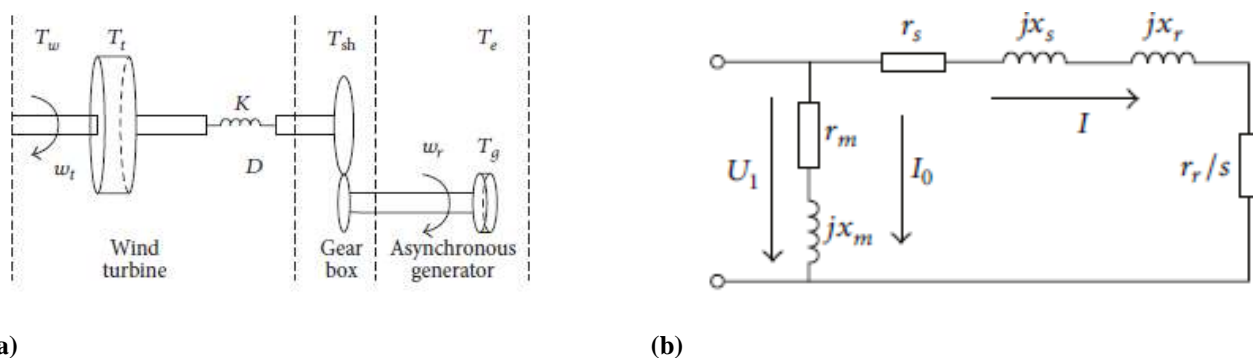 T_w T_t T_sh T_e
K
w_t D w_r T_g
Wind turbine
Gear box
Asynchronous generator
a)
r_s jx_s jx_r
I
r_m
U_1 I_0 r_r/s
jx_m
(b)